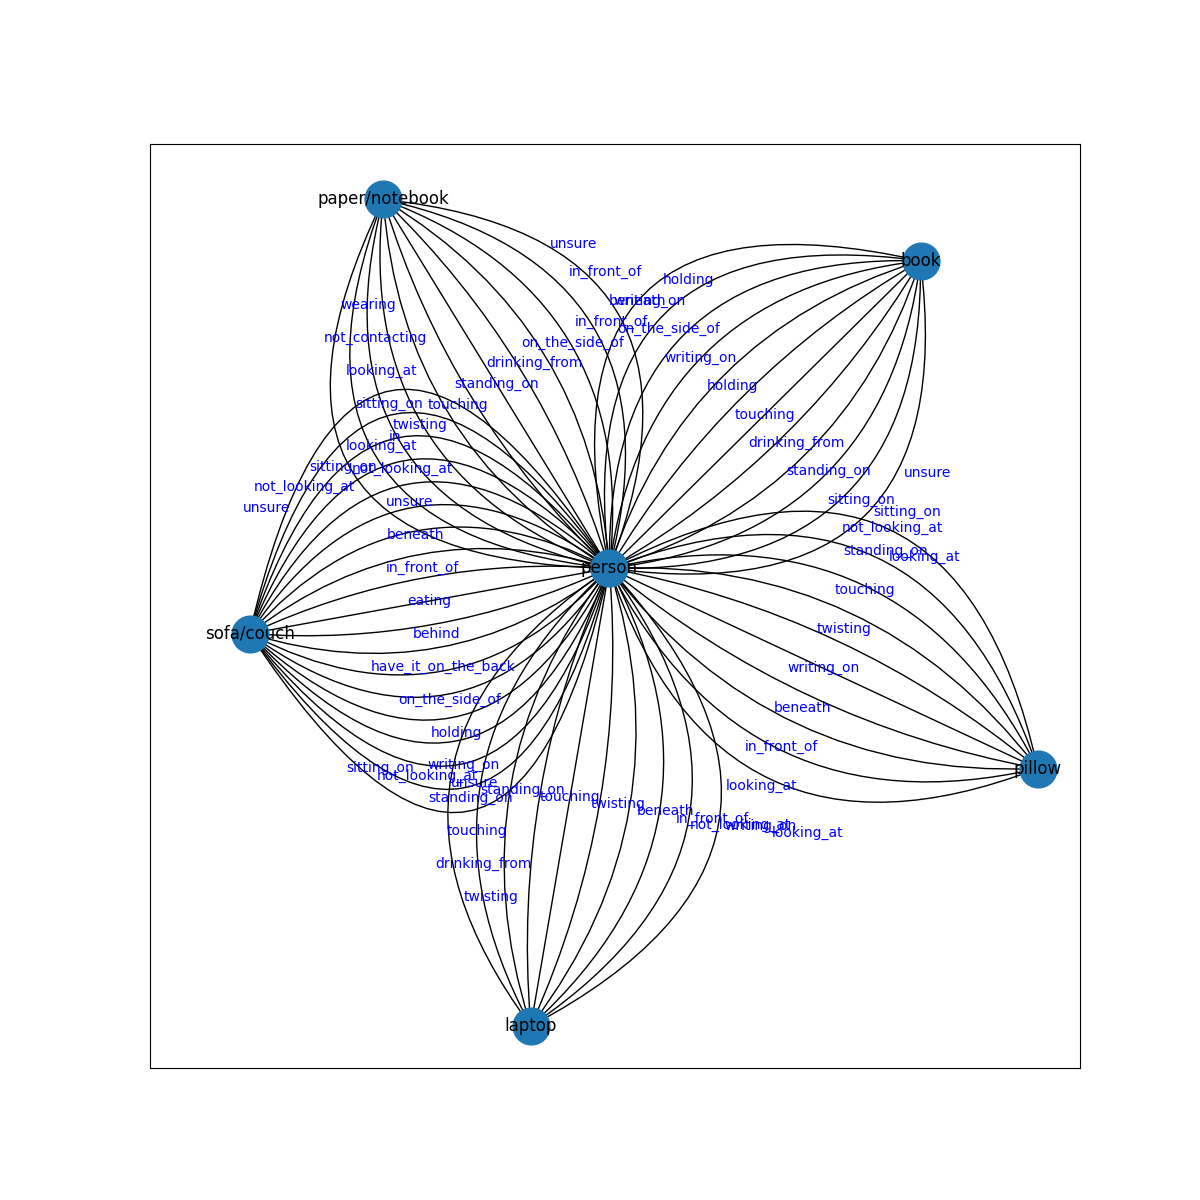 paper/notebook
unsure
book
in_front_of
holding
beneath
writing_on
wearing
in_front_of
on_the_side_of
not_contacting
on_the_side_of
writing_on
drinking_from
looking_at
standing_on
holding
sitting_on
touching
touching
twisting
in
drinking_from
looking_at
sitting_on
not_looking_at
standing_on
unsure
not_looking_at
unsure
sitting_on
unsure
sitting_on
not_looking_at
beneath
standing_on
looking_at
in_front_of
person
touching
eating
twisting
sofa/couch
behind
have_it_on_the_back
writing_on
on_the_side_of
beneath
holding
in_front_of
sitting_on
writing_on
pillow
not_looking_at
unsure
looking_at
standing_on
standing_on
touching
twisting
beneath
in_front_of
not_looking_at
writing_on
looking_at
touching
drinking_from
twisting
laptop